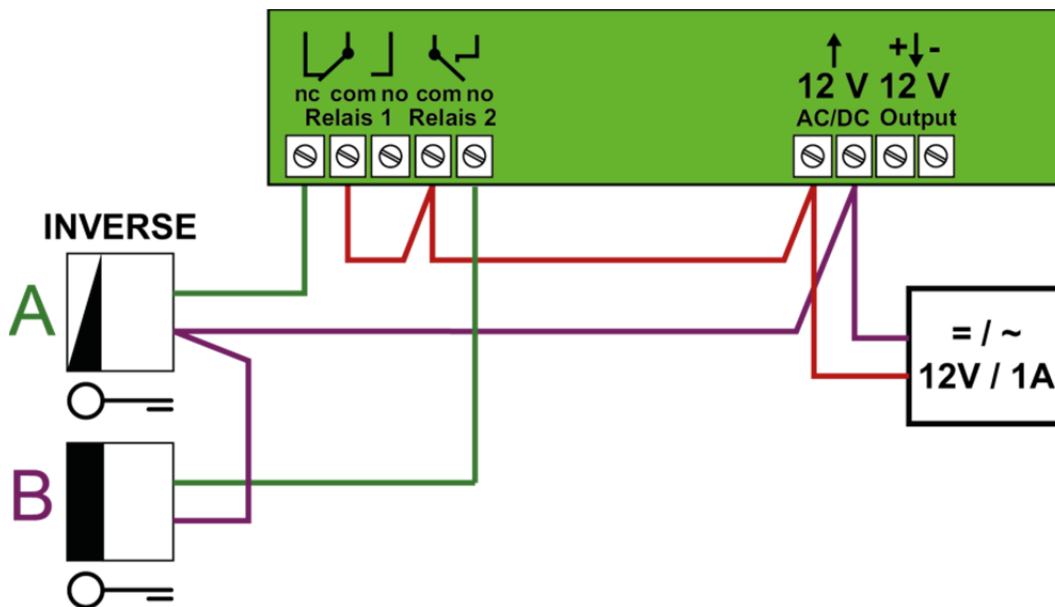 + -
12 V 12 V
nc com no com no
Relais 1 Relais 2
AC/DC Output
INVERSE
A
= / ~
12V / 1A
B